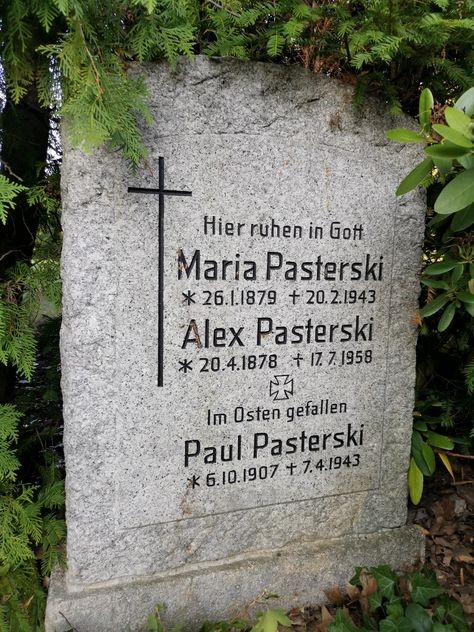 Hier ruhen in Gott
Maria Pasterski
* 26.1.1879 † 20.2.1943
Alex Pasterski
* 20.4.1878 † 17.7.1958
Im Osten gefallen
Paul Pasterski
* 6.10.1907 † 7.4.1943